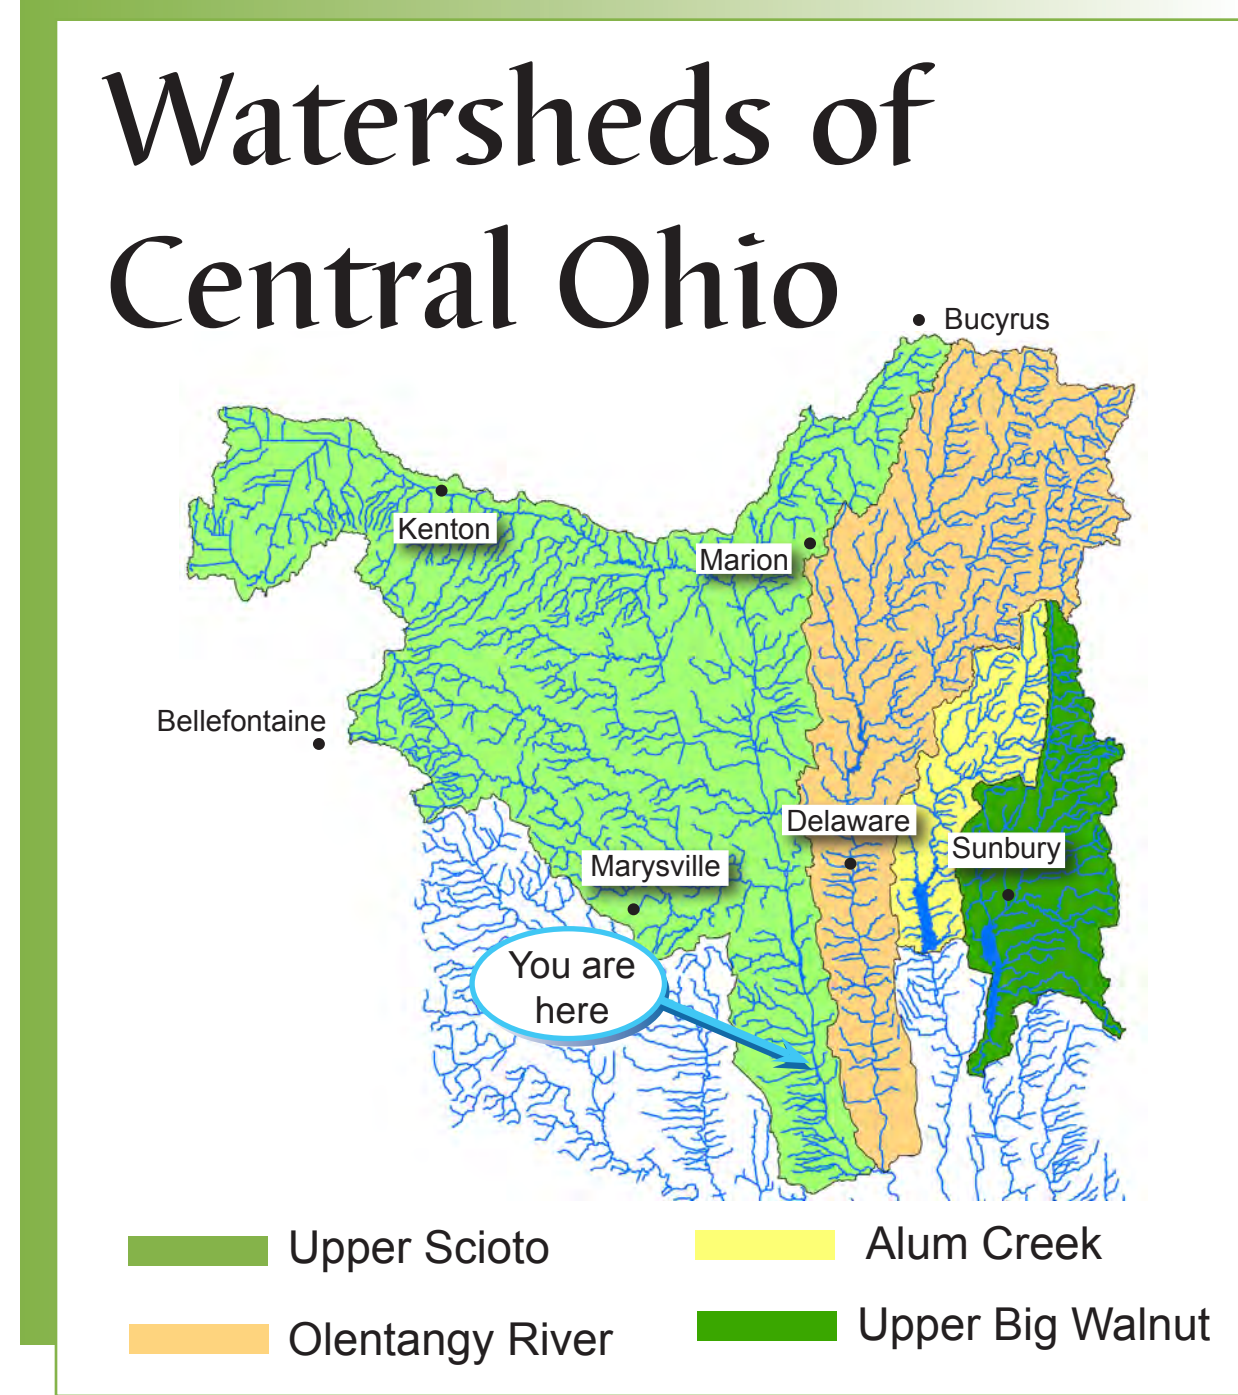 Watersheds of
Central Ohio
Bucyrus
Kenton
Marion
Bellefontaine
Delaware
Sunbury
Marysville
You are
here
Upper Scioto
Alum Creek
Olentangy River
Upper Big Walnut